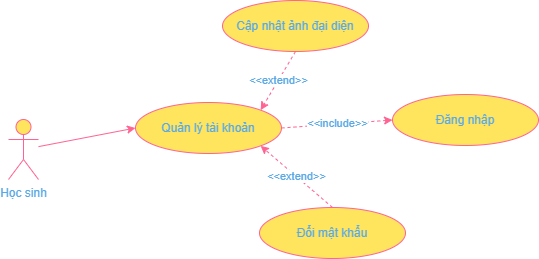 Cập nhật ảnh đại diện
<<extend>>
Quản lý tài khoản
<<include>>
Đăng nhập
Học sinh
<<extend>>
Đổi mật khẩu